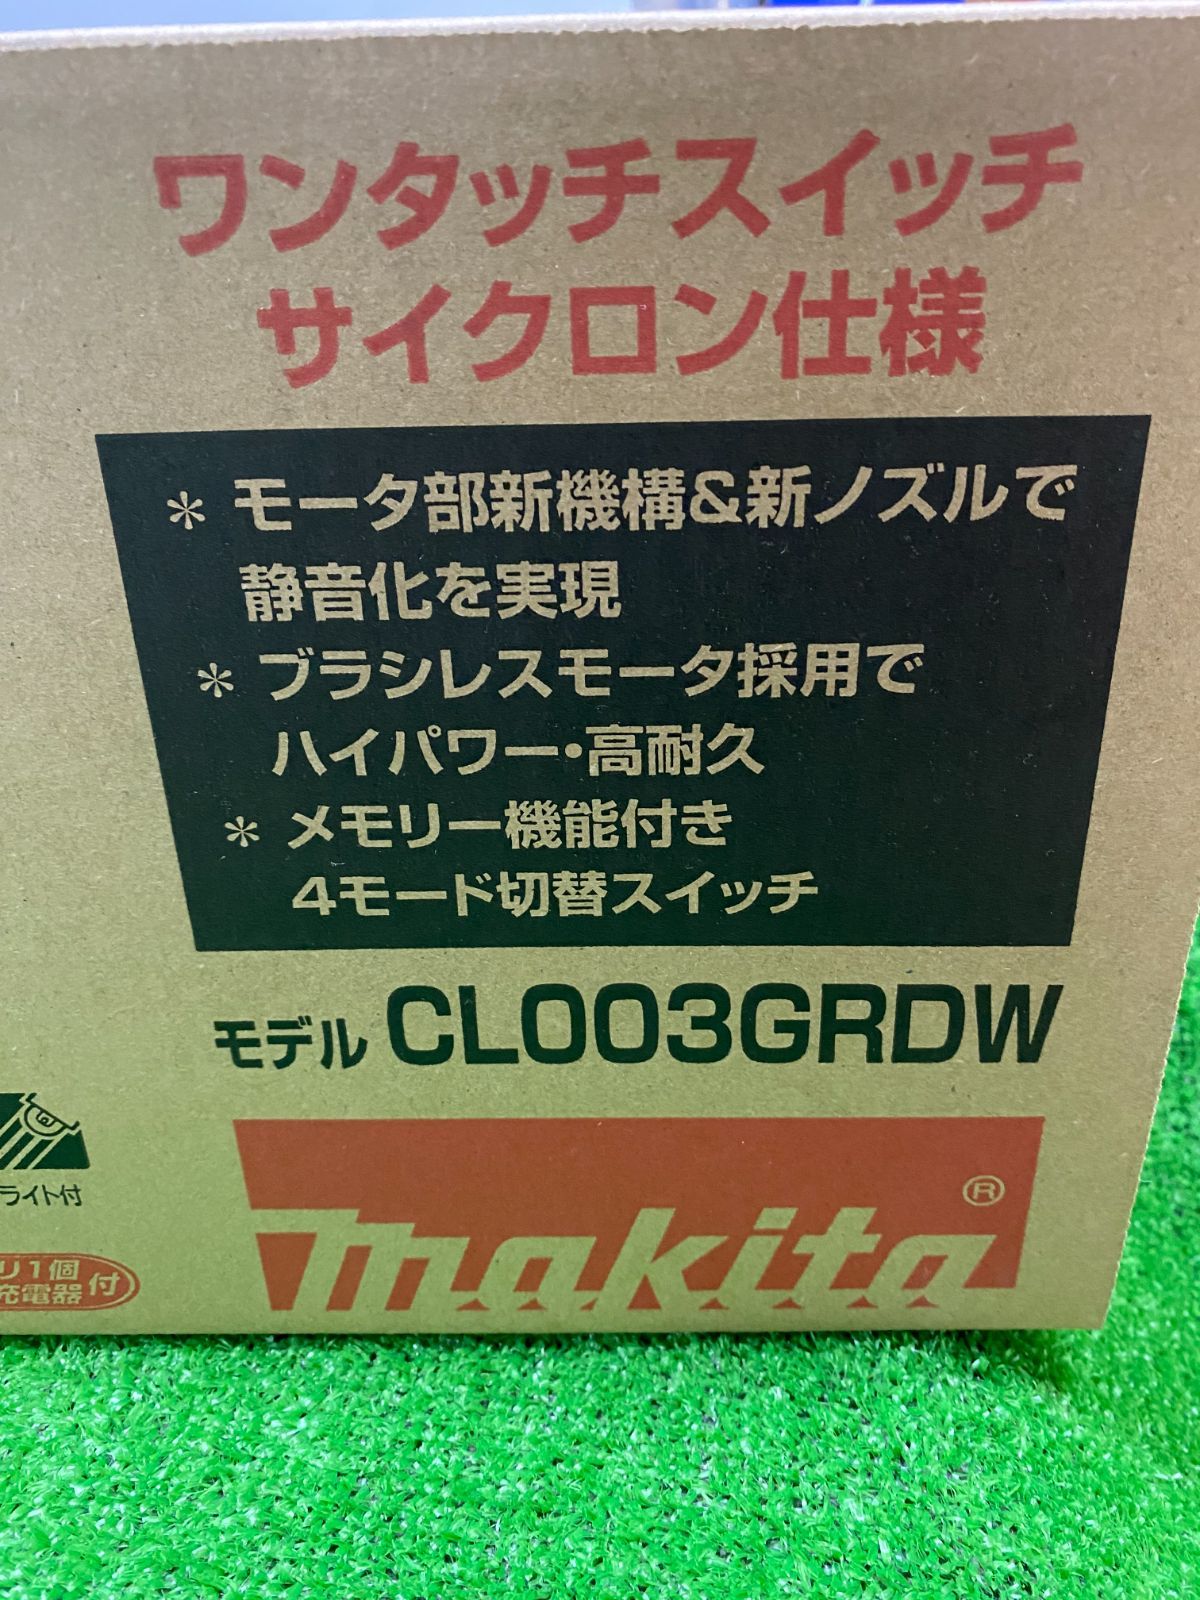 ワンタッチスイッチ
サイクロン仕様
* モータ部新機構&新ノズルで
静音化を実現
* ブラシレスモータ採用で
ハイパワー・高耐久
* メモリー機能付き
4モード切替スイッチ
モデル CL003GRDW
ライト付
makita®
リ1個
充電器付